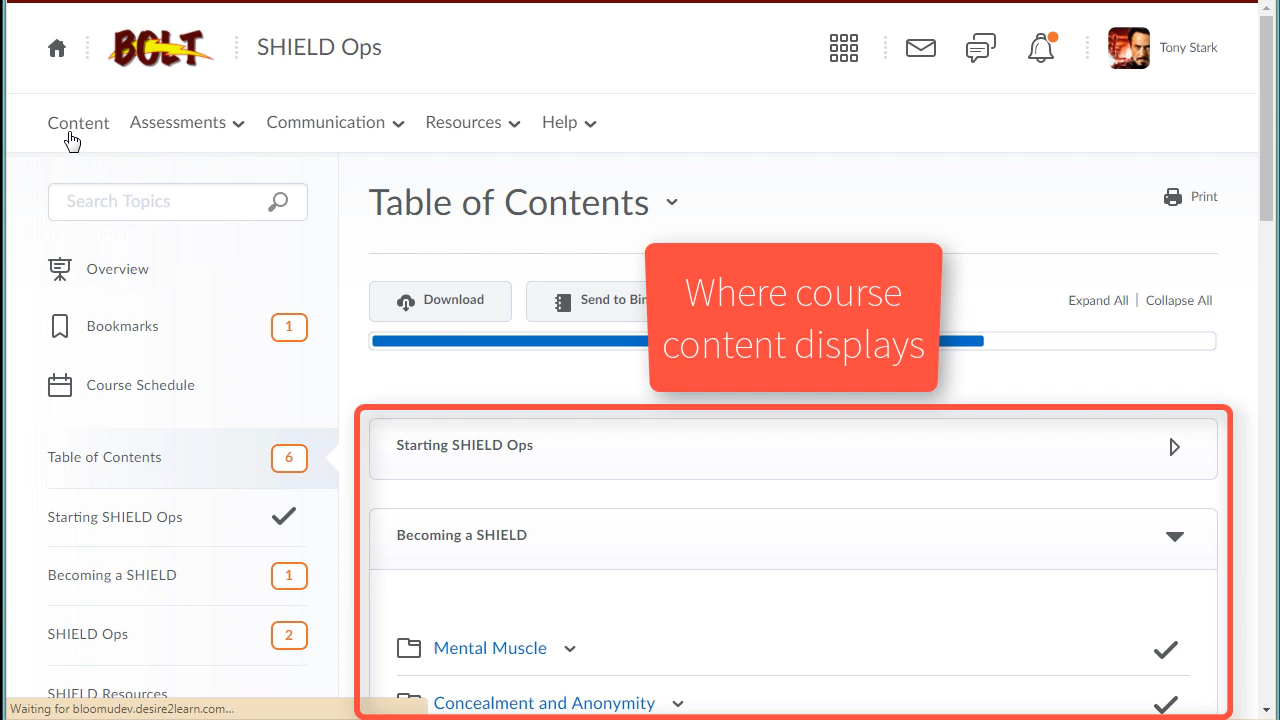 BOLT
SHIELD Ops
Tony Stark
Content
Assessments
Communication
Resources
Help
Search Topics
Table of Contents
Print
Overview
Bookmarks
1
Course Schedule
Download
Send to Bin
Expand All | Collapse All
Where course
content displays
Table of Contents
6
Starting SHIELD Ops
Becoming a SHIELD
1
SHIELD Ops
2
SHIELD Resources
Starting SHIELD Ops
Becoming a SHIELD
Mental Muscle
Concealment and Anonymity
Waiting for bloomudev.desire2learn.com...